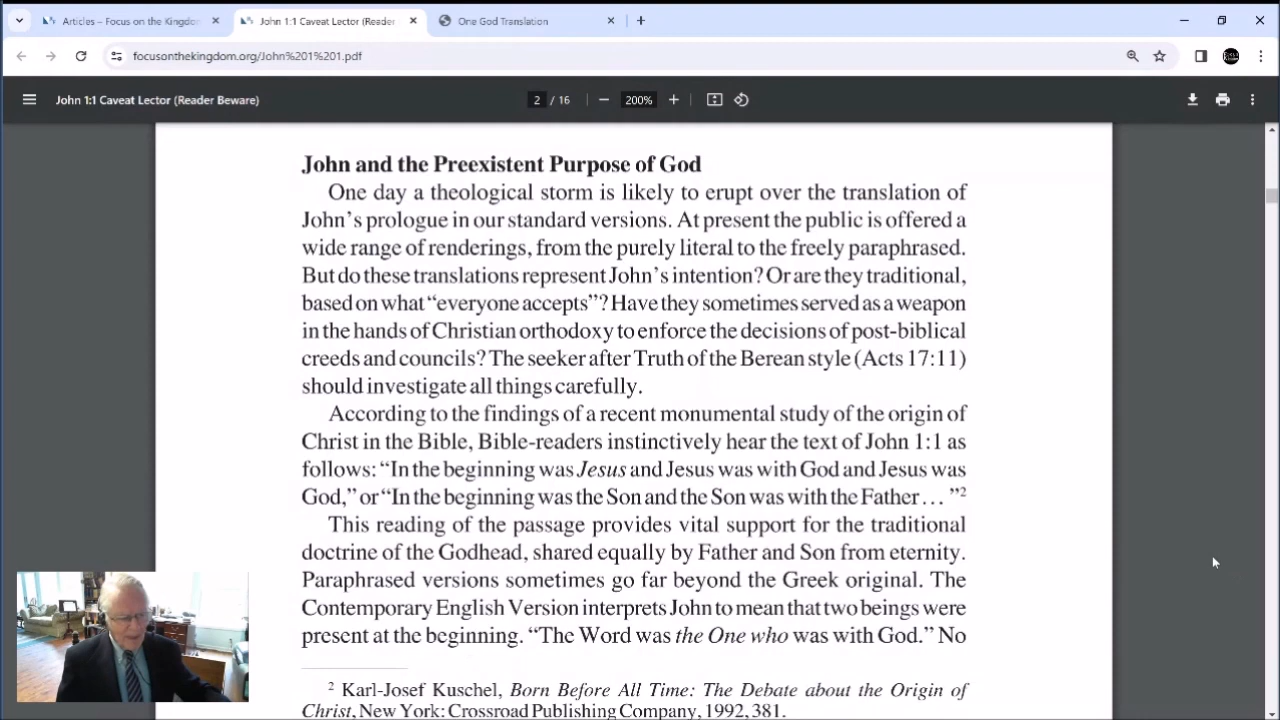 Articles – Focus on the Kingdo
John 1:1 Caveat Lector (Reader
One God Translation
focusonthekingdom.org/John%201%201.pdf
John 1:1 Caveat Lector (Reader Beware)
2 / 16
200%
John and the Preexistent Purpose of God
One day a theological storm is likely to erupt over the translation of
John’s prologue in our standard versions. At present the public is offered a
wide range of renderings, from the purely literal to the freely paraphrased.
But do these translations represent John’s intention? Or are they traditional,
based on what “everyone accepts”? Have they sometimes served as a weapon
in the hands of Christian orthodoxy to enforce the decisions of post-biblical
creeds and councils? The seeker after Truth of the Berean style (Acts 17:11)
should investigate all things carefully.
According to the findings of a recent monumental study of the origin of
Christ in the Bible, Bible-readers instinctively hear the text of John 1:1 as
follows: “In the beginning was Jesus and Jesus was with God and Jesus was
God,” or “In the beginning was the Son and the Son was with the Father… ”2
This reading of the passage provides vital support for the traditional
doctrine of the Godhead, shared equally by Father and Son from eternity.
Paraphrased versions sometimes go far beyond the Greek original. The
Contemporary English Version interprets John to mean that two beings were
present at the beginning. “The Word was the One who was with God.” No
2 Karl-Josef Kuschel, Born Before All Time: The Debate about the Origin of
Christ, New York: Crossroad Publishing Company, 1992, 381.